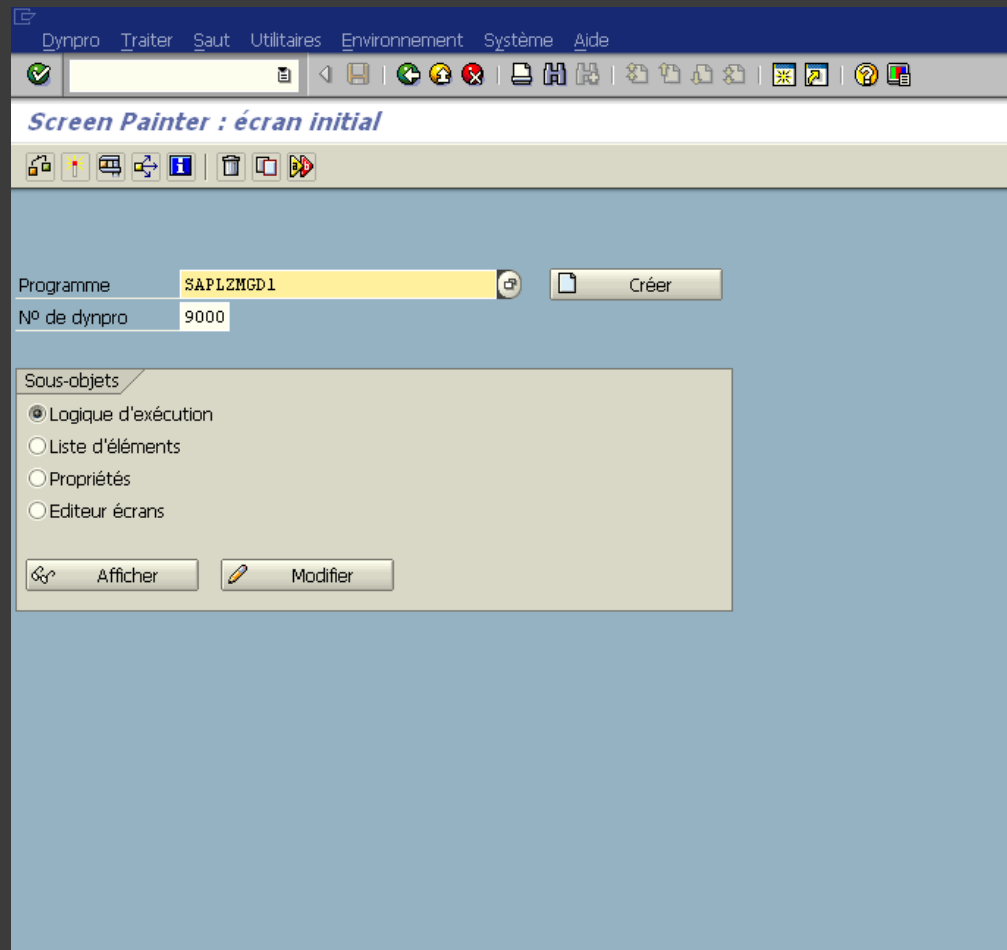 Dynpro Traiter Saut Utilitaires Environnement Système Aide
Screen Painter : écran initial
Programme SAPLZMGD1 Créer
Nº de dynpro 9000
Sous-objets
Logique d'exécution
Liste d'éléments
Propriétés
Editeur écrans
Afficher Modifier